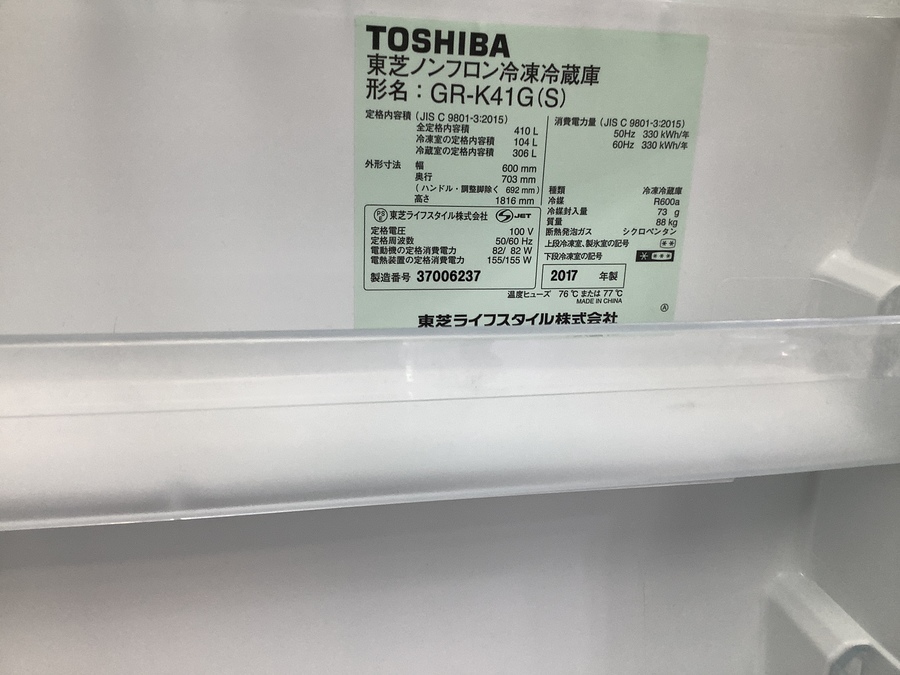 TOSHIBA
東芝ノンフロン冷凍冷蔵庫
形名：GR-K41G(S)
定格内容積 (JIS C 9801-3:2015)
全定格内容積 410 L
冷凍室の定格内容積 104 L
冷蔵室の定格内容積 306 L
外形寸法 幅 600 mm
奥行 703 mm
(ハンドル・調整脚除く 692 mm)
高さ 1816 mm
消費電力量 (JIS C 9801-3:2015)
50Hz 330 kWh/年
60Hz 330 kWh/年
種類 冷凍冷蔵庫
冷媒 R600a
冷媒封入量 73 g
質量 88 kg
断熱発泡ガス シクロペンタン
上段冷凍室、製氷室の記号 **
下段冷凍室の記号 * ***
PSE 東芝ライフスタイル株式会社 S JET
定格電圧 100 V
定格周波数 50/60 Hz
電動機の定格消費電力 82/ 82 W
電熱装置の定格消費電力 155/155 W
製造番号 37006237
2017 年製
温度ヒューズ 76℃ または 77℃
MADE IN CHINA
Ⓐ
東芝ライフスタイル株式会社